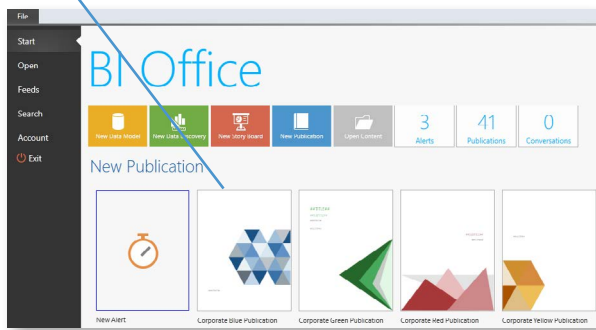 File
Start
Open
Feeds
Search
Account
Exit
BI Office
New Data Model
New Data Discovery
New Story Board
New Publication
Open Content
3
Alerts
41
Publications
0
Conversations
New Publication
New Alert
Corporate Blue Publication
Corporate Green Publication
Corporate Red Publication
Corporate Yellow Publication